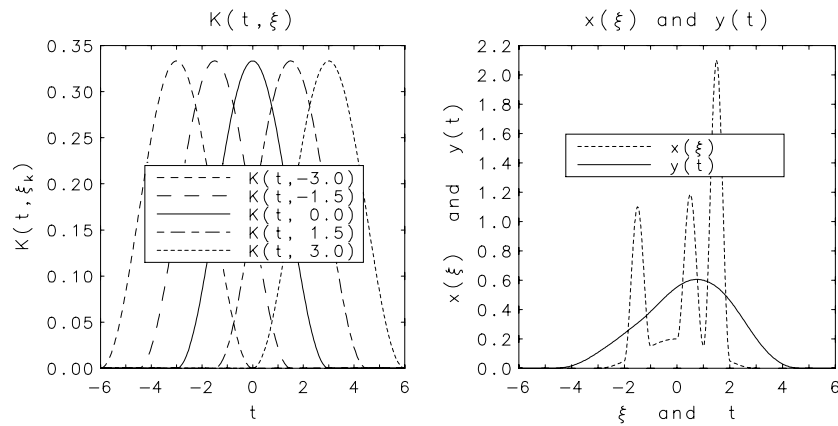 K(t,ξ)
0.35
0.30
0.25
0.20
0.15
0.10
0.05
0.00
K(t,ξk)
K(t,−3.0)
K(t,−1.5)
K(t, 0.0)
K(t, 1.5)
K(t, 3.0)
−6 −4 −2 0 2 4 6
t
x(ξ) and y(t)
2.2
2.0
1.8
1.6
1.4
1.2
1.0
0.8
0.6
0.4
0.2
0.0
x(ξ) and y(t)
x(ξ)
y(t)
−6 −4 −2 0 2 4 6
ξ and t